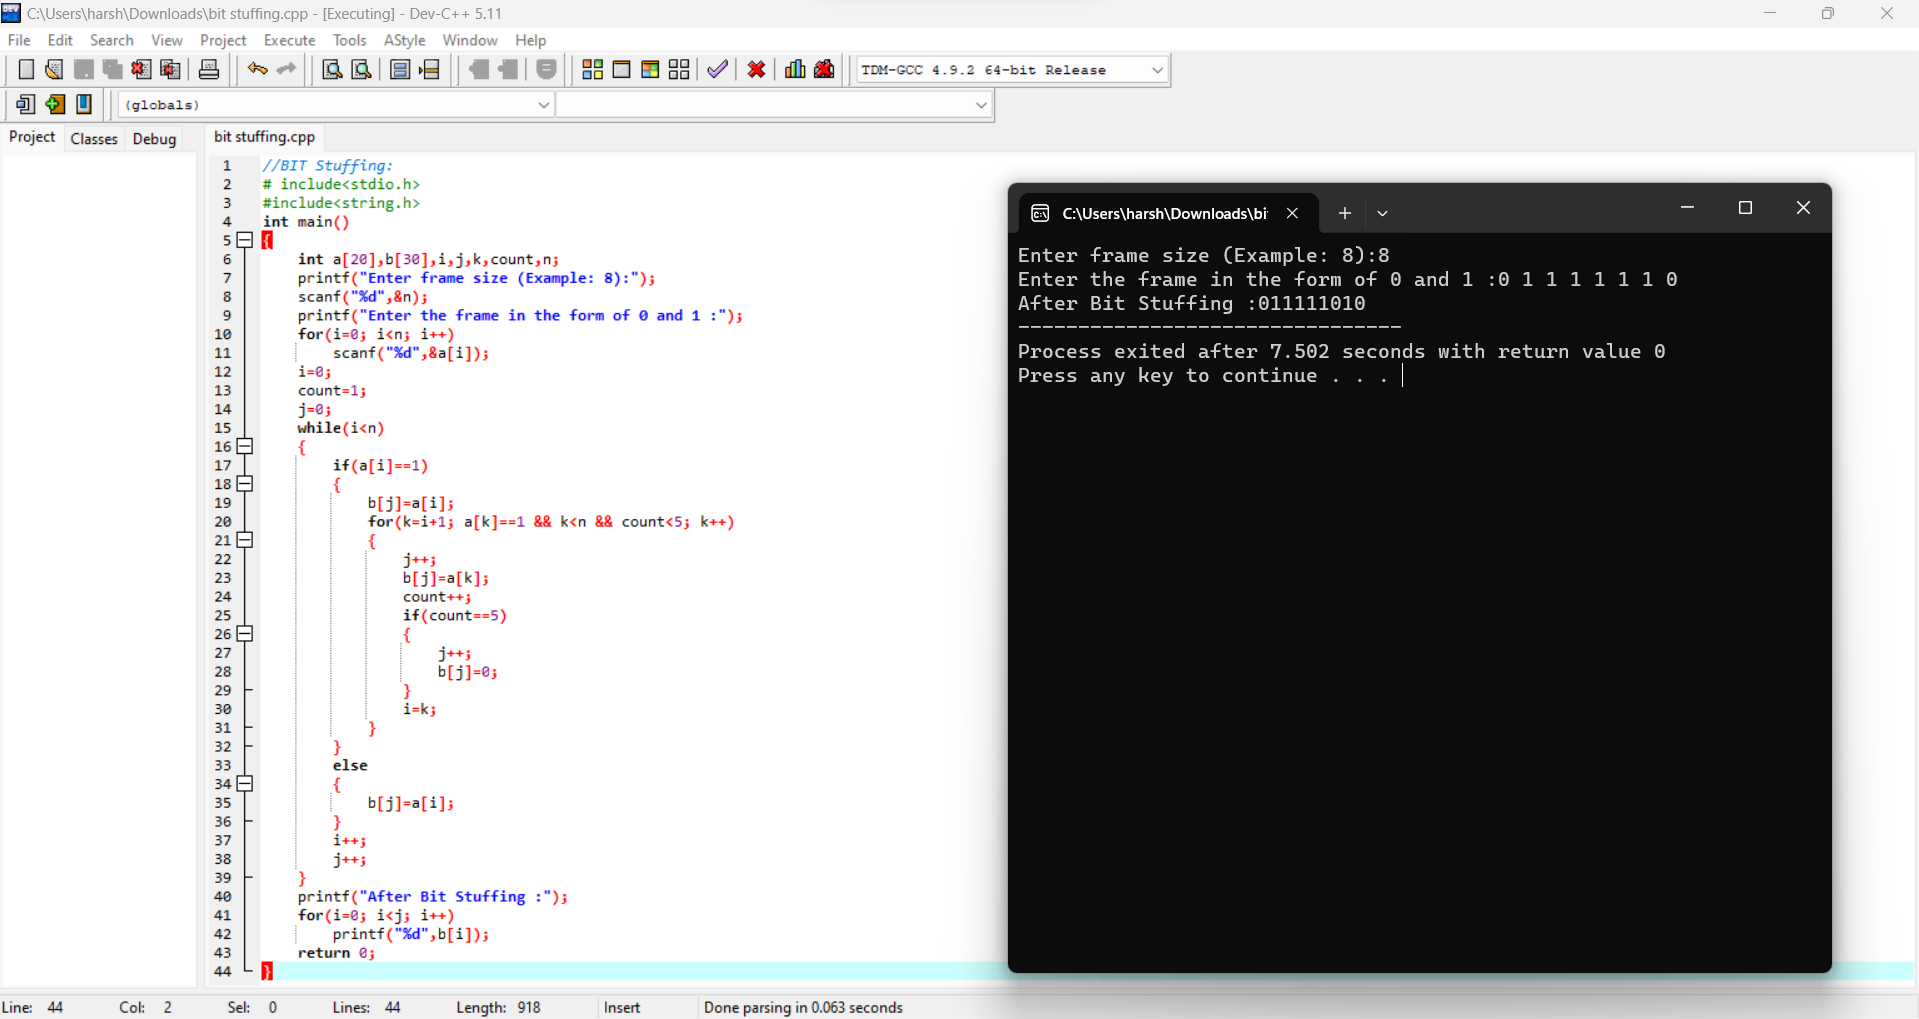 C:\Users\harsh\Downloads\bit stuffing.cpp - [Executing] - Dev-C++ 5.11
File Edit Search View Project Execute Tools AStyle Window Help
TDM-GCC 4.9.2 64-bit Release
(globals)
Project Classes Debug
bit stuffing.cpp
1 //BIT Stuffing:
2 # include<stdio.h>
3 #include<string.h>
4 int main()
5 {
6 int a[20],b[30],i,j,k,count,n;
7 printf("Enter frame size (Example: 8):");
8 scanf("%d",&n);
9 printf("Enter the frame in the form of 0 and 1 :");
10 for(i=0; i<n; i++)
11 scanf("%d",&a[i]);
12 i=0;
13 count=1;
14 j=0;
15 while(i<n)
16 {
17 if(a[i]==1)
18 {
19 b[j]=a[i];
20 for(k=i+1; a[k]==1 && k<n && count<5; k++)
21 {
22 j++;
23 b[j]=a[k];
24 count++;
25 if(count==5)
26 {
27 j++;
28 b[j]=0;
29 }
30 i=k;
31 }
32 }
33 else
34 {
35 b[j]=a[i];
36 }
37 i++;
38 j++;
39 }
40 printf("After Bit Stuffing :");
41 for(i=0; i<j; i++)
42 printf("%d",b[i]);
43 return 0;
44 }
C:\Users\harsh\Downloads\bi
Enter frame size (Example: 8):8
Enter the frame in the form of 0 and 1 :0 1 1 1 1 1 1 0
After Bit Stuffing :011111010
--------------------------------
Process exited after 7.502 seconds with return value 0
Press any key to continue . . .
Line: 44 Col: 2 Sel: 0 Lines: 44 Length: 918 Insert Done parsing in 0.063 seconds